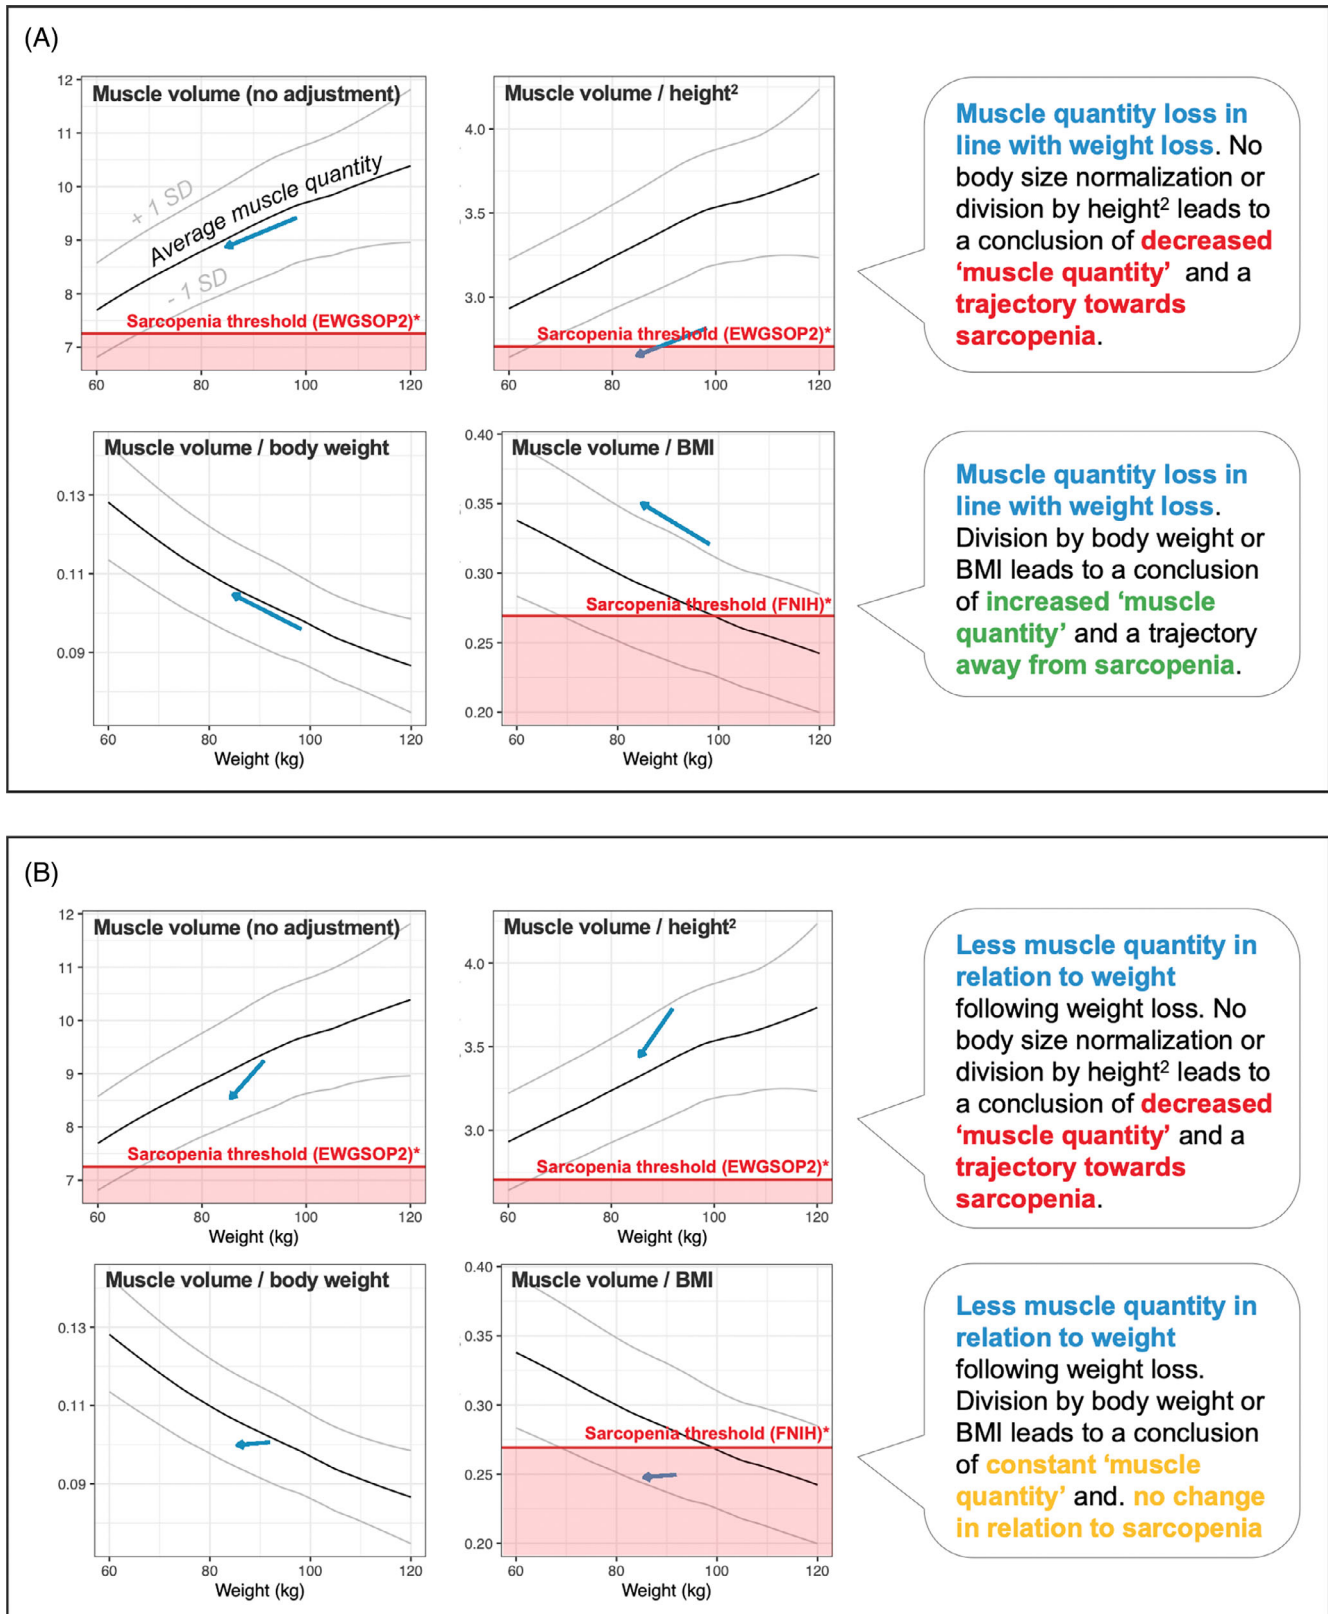 (A)
Muscle volume (no adjustment)
12
11
10
9
8
7
+ 1 SD
Average muscle quantity
- 1 SD
Sarcopenia threshold (EWGSOP2)*
60 80 100 120
Muscle volume / height²
4.0
3.5
3.0
Sarcopenia threshold (EWGSOP2)*
60 80 100 120
Muscle quantity loss in
line with weight loss. No
body size normalization or
division by height² leads to
a conclusion of decreased
‘muscle quantity’ and a
trajectory towards
sarcopenia.
Muscle volume / body weight
0.13
0.11
0.09
60 80 100 120
Weight (kg)
Muscle volume / BMI
0.40
0.35
0.30
Sarcopenia threshold (FNIH)*
0.25
0.20
60 80 100 120
Weight (kg)
Muscle quantity loss in
line with weight loss.
Division by body weight or
BMI leads to a conclusion
of increased ‘muscle
quantity’ and a trajectory
away from sarcopenia.
(B)
Muscle volume (no adjustment)
12
11
10
9
8
7
Sarcopenia threshold (EWGSOP2)*
60 80 100 120
Weight (kg)
Muscle volume / height²
4.0
3.5
3.0
Sarcopenia threshold (EWGSOP2)*
60 80 100 120
Weight (kg)
Less muscle quantity in
relation to weight
following weight loss. No
body size normalization or
division by height² leads to
a conclusion of decreased
‘muscle quantity’ and a
trajectory towards
sarcopenia.
Muscle volume / body weight
0.13
0.11
0.09
60 80 100 120
Weight (kg)
Muscle volume / BMI
0.40
0.35
0.30
Sarcopenia threshold (FNIH)*
0.25
0.20
60 80 100 120
Weight (kg)
Less muscle quantity in
relation to weight
following weight loss.
Division by body weight or
BMI leads to a conclusion
of constant ‘muscle
quantity’ and. no change
in relation to sarcopenia